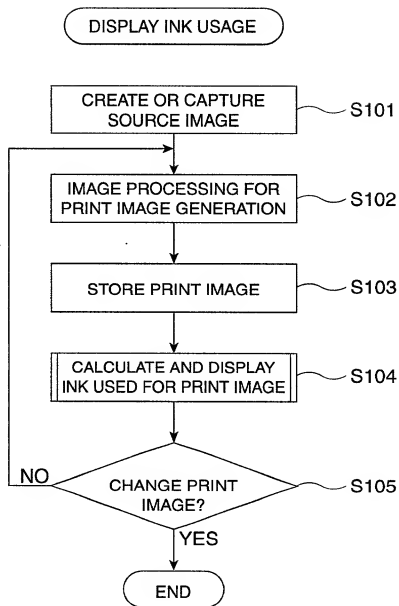 DISPLAY INK USAGE
CREATE OR CAPTURE
SOURCE IMAGE
S101
IMAGE PROCESSING FOR
PRINT IMAGE GENERATION
S102
STORE PRINT IMAGE
S103
CALCULATE AND DISPLAY
INK USED FOR PRINT IMAGE
S104
NO
CHANGE PRINT
IMAGE?
S105
YES
END